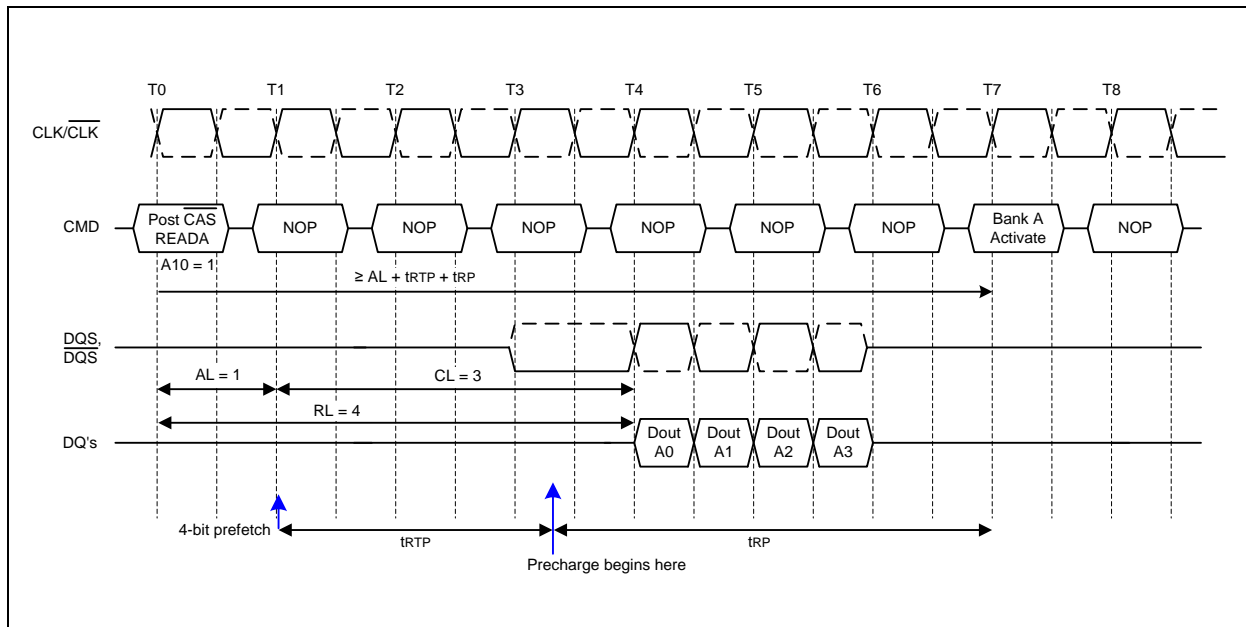 T0 T1 T2 T3 T4 T5 T6 T7 T8
CLK/CLK
CMD
Post CAS READA
NOP
NOP
NOP
NOP
NOP
NOP
Bank A Activate
NOP
A10 = 1
≥ AL + tRTP + tRP
DQS,
DQS
AL = 1
CL = 3
RL = 4
DQ's
Dout A0
Dout A1
Dout A2
Dout A3
4-bit prefetch
tRTP
tRP
Precharge begins here